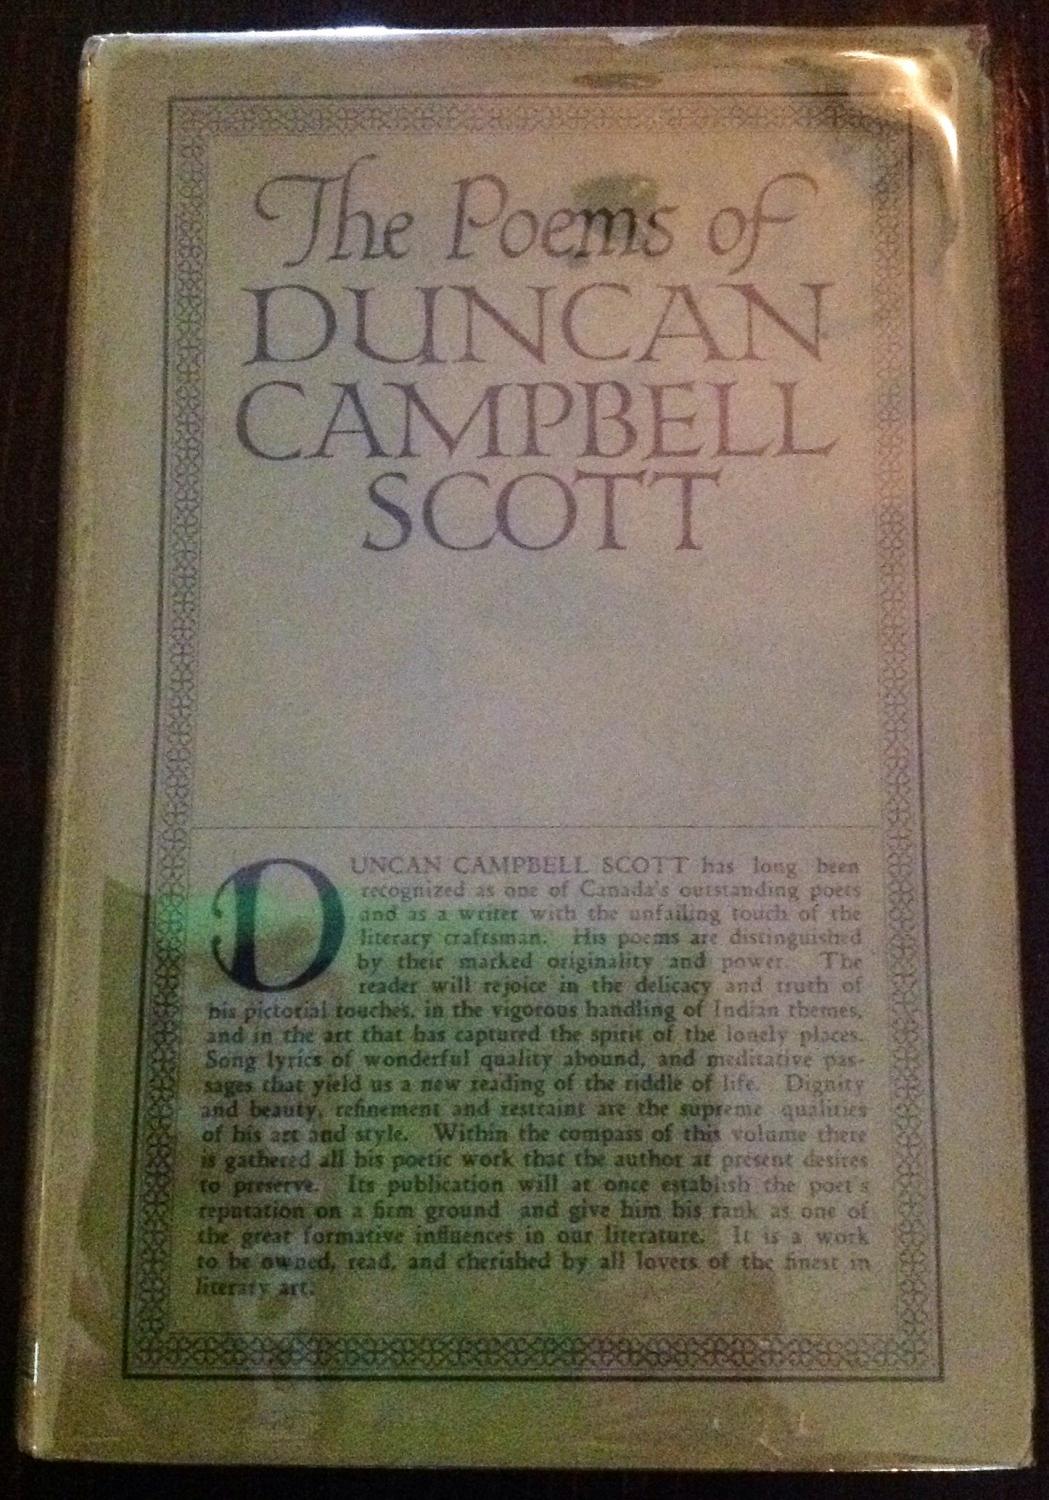 The Poems of
DUNCAN
CAMPBELL
SCOTT
DUNCAN CAMPBELL SCOTT has long been
recognized as one of Canada's outstanding poets
and as a writer with the unfailing touch of the
literary craftsman. His poems are distinguished
by their marked originality and power. The
reader will rejoice in the delicacy and truth of
his pictorial touches, in the vigorous handling of Indian themes,
and in the art that has captured the spirit of the lonely places.
Song lyrics of wonderful quality abound, and meditative pas-
sages that yield us a new reading of the riddle of life. Dignity
and beauty, refinement and restraint are the supreme qualities
of his art and style. Within the compass of this volume there
is gathered all his poetic work that the author at present desires
to preserve. Its publication will at once establish the poet's
reputation on a firm ground and give him his rank as one of
the great formative influences in our literature. It is a work
to be owned, read, and cherished by all lovers of the finest in
literary art.